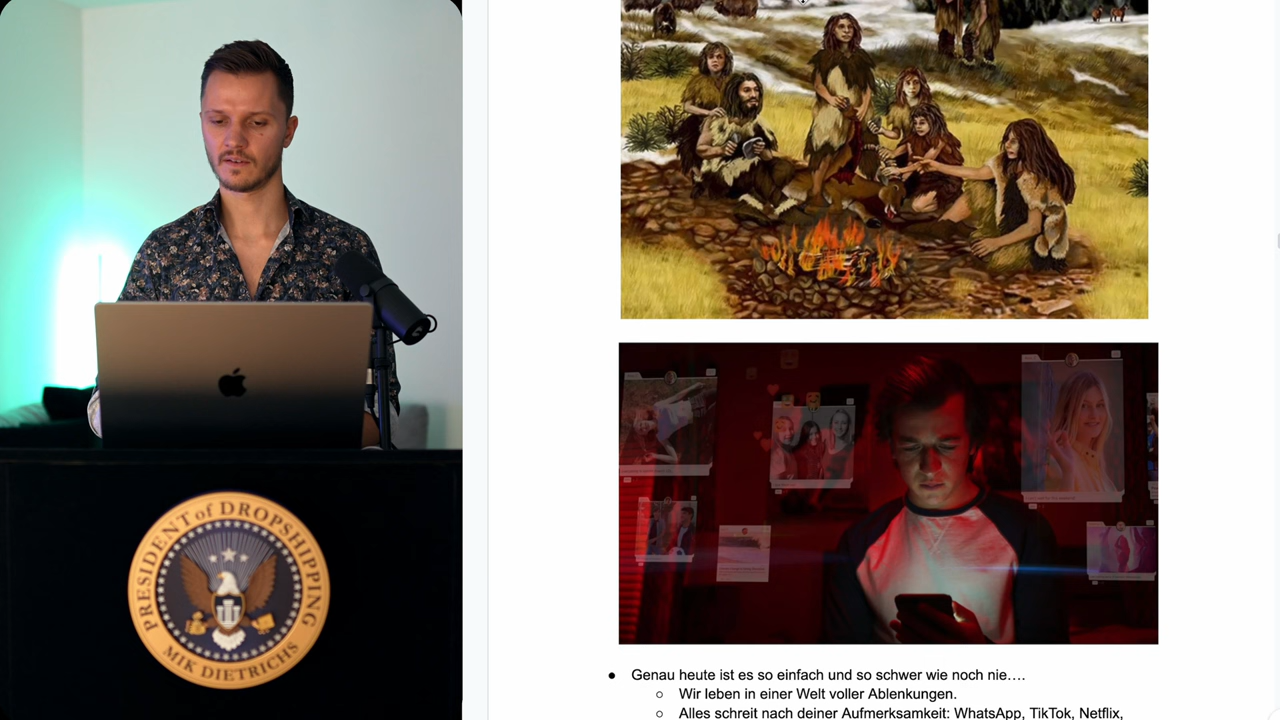 PRESIDENT of DROPSHIPPING
MIK DIETRICHS
Genau heute ist es so einfach und so schwer wie noch nie….
Wir leben in einer Welt voller Ablenkungen.
Alles schreit nach deiner Aufmerksamkeit: WhatsApp, TikTok, Netflix,